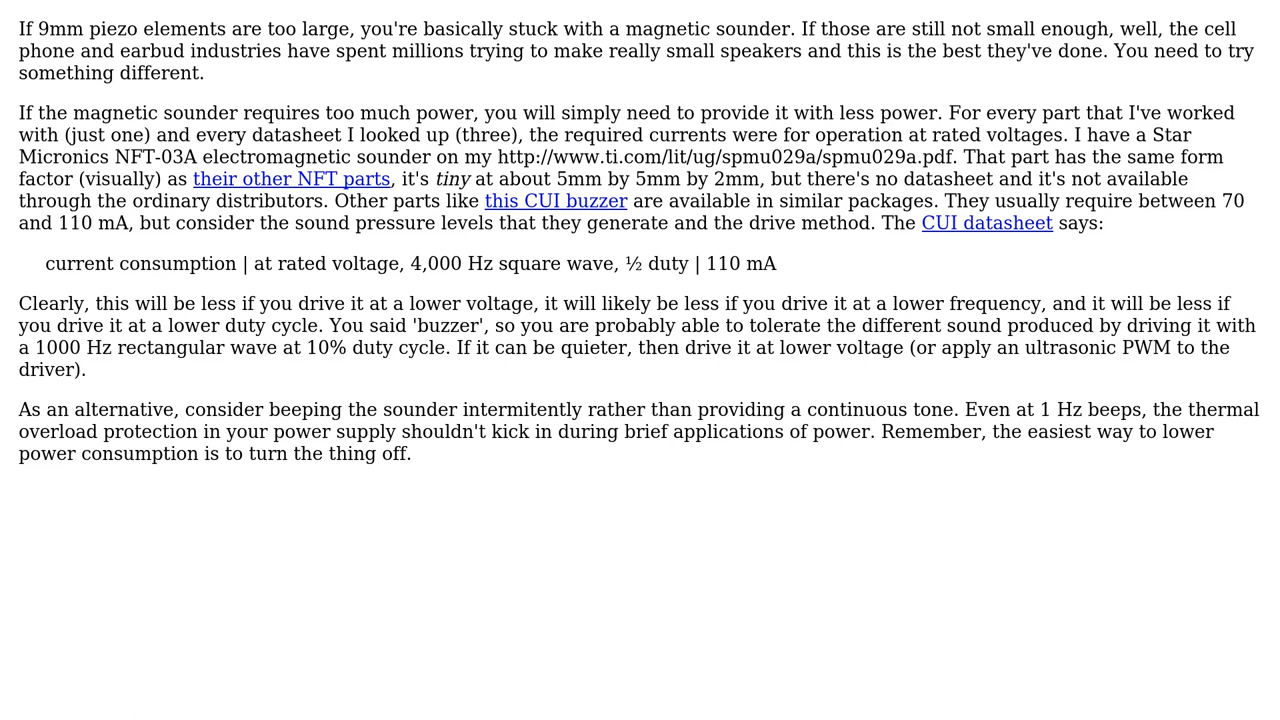 If 9mm piezo elements are too large, you're basically stuck with a magnetic sounder. If those are still not small enough, well, the cell
phone and earbud industries have spent millions trying to make really small speakers and this is the best they've done. You need to try
something different.
If the magnetic sounder requires too much power, you will simply need to provide it with less power. For every part that I've worked
with (just one) and every datasheet I looked up (three), the required currents were for operation at rated voltages. I have a Star
Micronics NFT-03A electromagnetic sounder on my http://www.ti.com/lit/ug/spmu029a/spmu029a.pdf. That part has the same form
factor (visually) as their other NFT parts, it's tiny at about 5mm by 5mm by 2mm, but there's no datasheet and it's not available
through the ordinary distributors. Other parts like this CUI buzzer are available in similar packages. They usually require between 70
and 110 mA, but consider the sound pressure levels that they generate and the drive method. The CUI datasheet says:
current consumption | at rated voltage, 4,000 Hz square wave, ½ duty | 110 mA
Clearly, this will be less if you drive it at a lower voltage, it will likely be less if you drive it at a lower frequency, and it will be less if
you drive it at a lower duty cycle. You said 'buzzer', so you are probably able to tolerate the different sound produced by driving it with
a 1000 Hz rectangular wave at 10% duty cycle. If it can be quieter, then drive it at lower voltage (or apply an ultrasonic PWM to the
driver).
As an alternative, consider beeping the sounder intermitently rather than providing a continuous tone. Even at 1 Hz beeps, the thermal
overload protection in your power supply shouldn't kick in during brief applications of power. Remember, the easiest way to lower
power consumption is to turn the thing off.